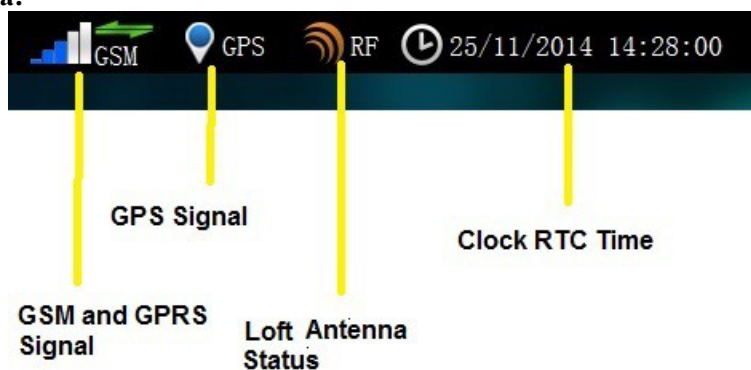 a.
GSM GPS RF 25/11/2014 14:28:00
GPS Signal
Clock RTC Time
GSM and GPRS
Signal
Loft Antenna
Status